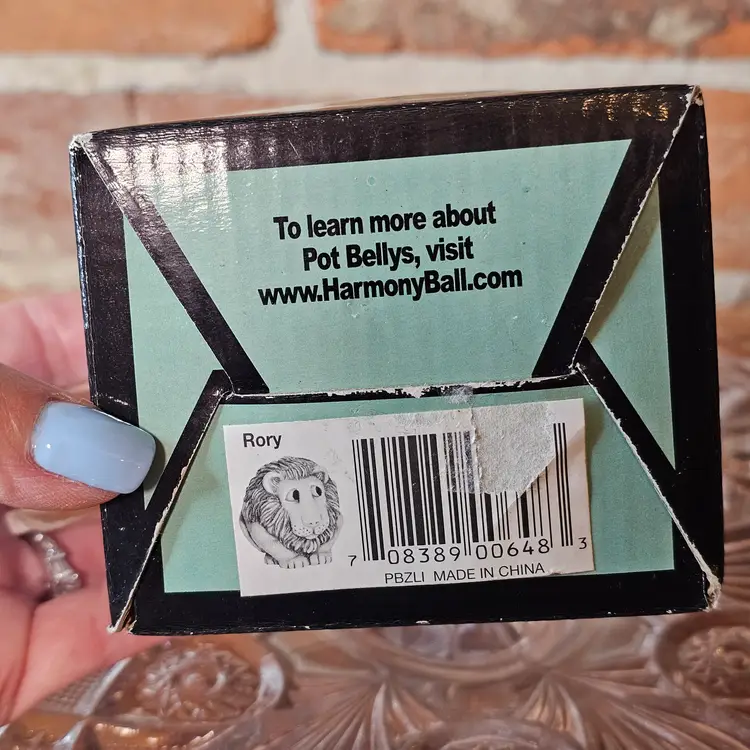 To learn more about
Pot Bellys, visit
www.HarmonyBall.com
Rory
7 08389 00648 3
PBZLI MADE IN CHINA